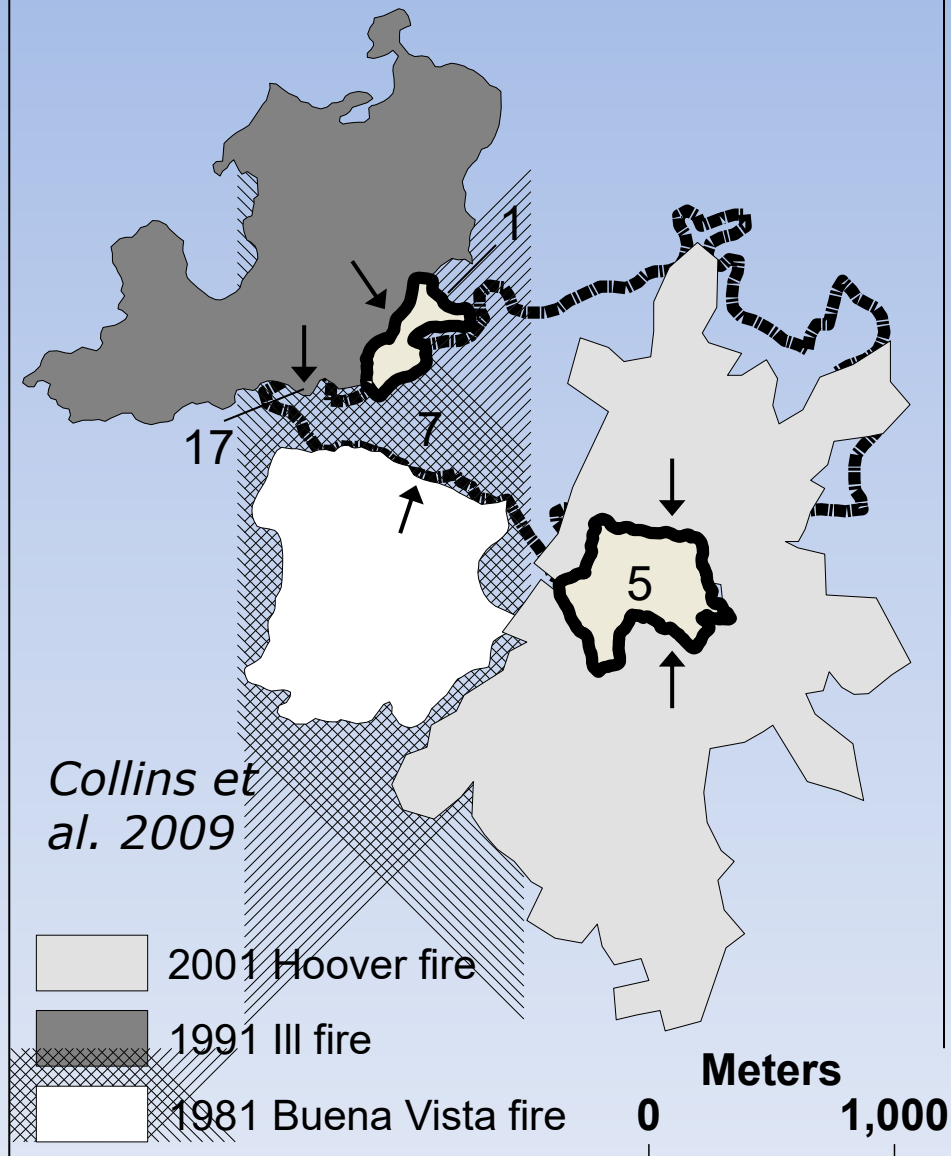 1
7
17
5
Collins et
al. 2009
2001 Hoover fire
1991 Ill fire
1981 Buena Vista fire
Meters
0 1,000